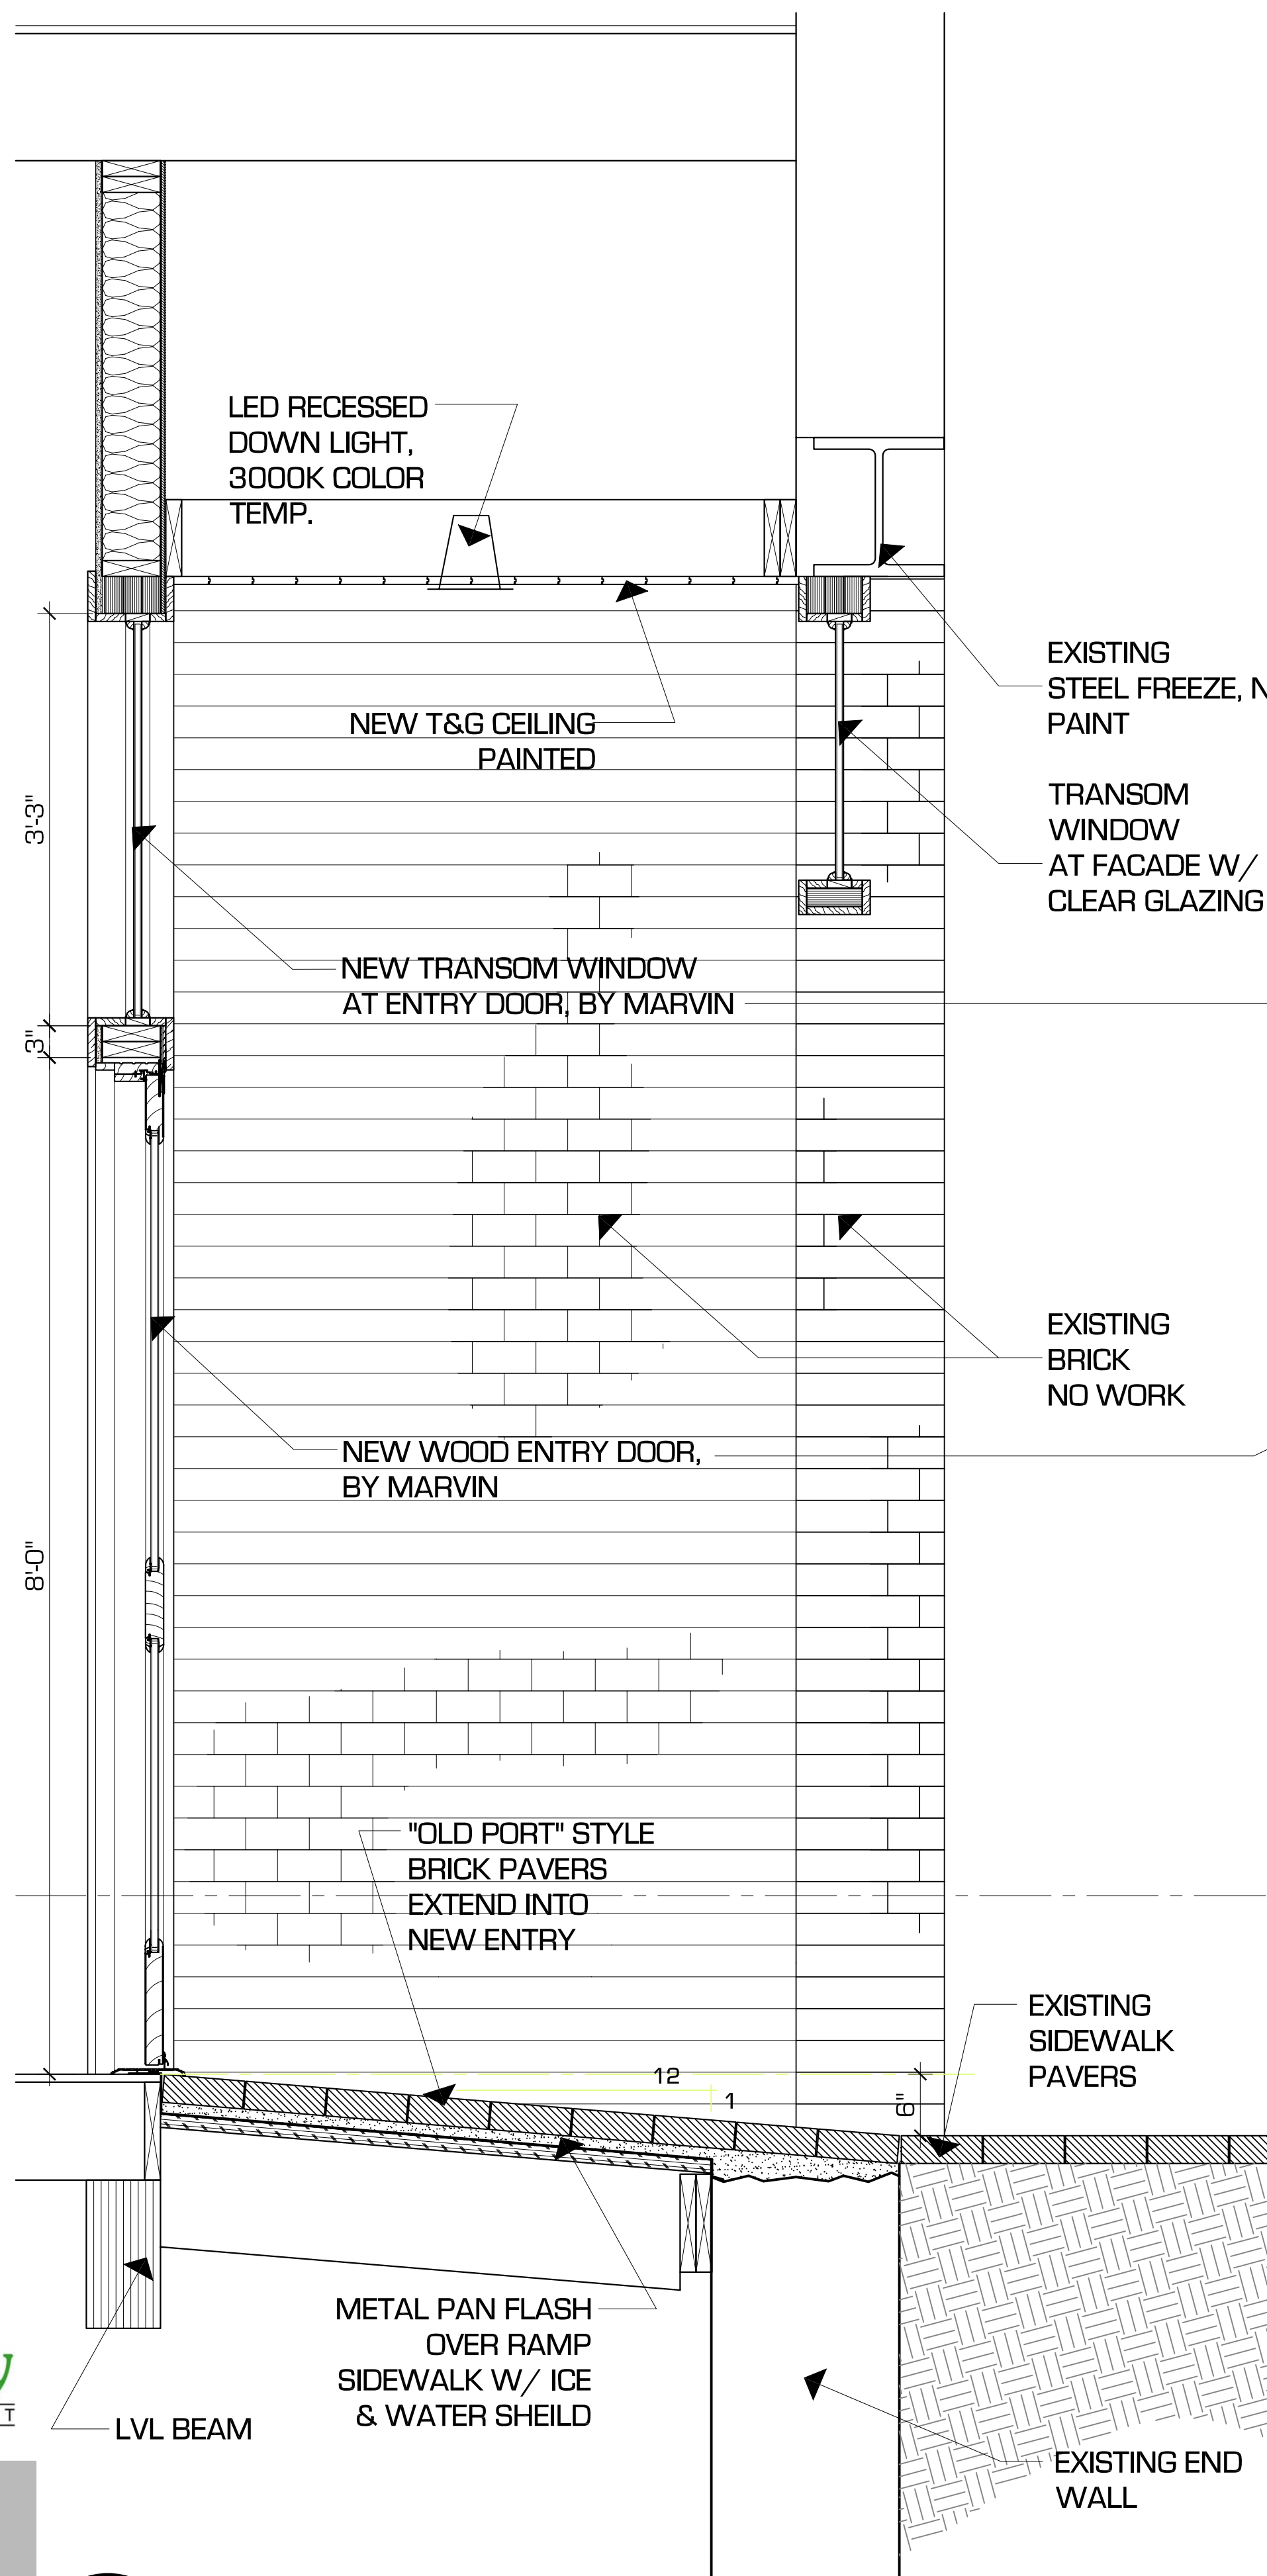 LED RECESSED
DOWN LIGHT,
3000K COLOR
TEMP.
EXISTING
STEEL FREEZE, N
PAINT
NEW T&G CEILING
PAINTED
3'-3"
TRANSOM
WINDOW
AT FACADE W/
CLEAR GLAZING
NEW TRANSOM WINDOW
AT ENTRY DOOR, BY MARVIN
3"
EXISTING
BRICK
NO WORK
NEW WOOD ENTRY DOOR,
BY MARVIN
8'-0"
"OLD PORT" STYLE
BRICK PAVERS
EXTEND INTO
NEW ENTRY
EXISTING
SIDEWALK
PAVERS
12
1
6"
METAL PAN FLASH
OVER RAMP
SIDEWALK W/ ICE
& WATER SHEILD
LVL BEAM
T
EXISTING END
WALL